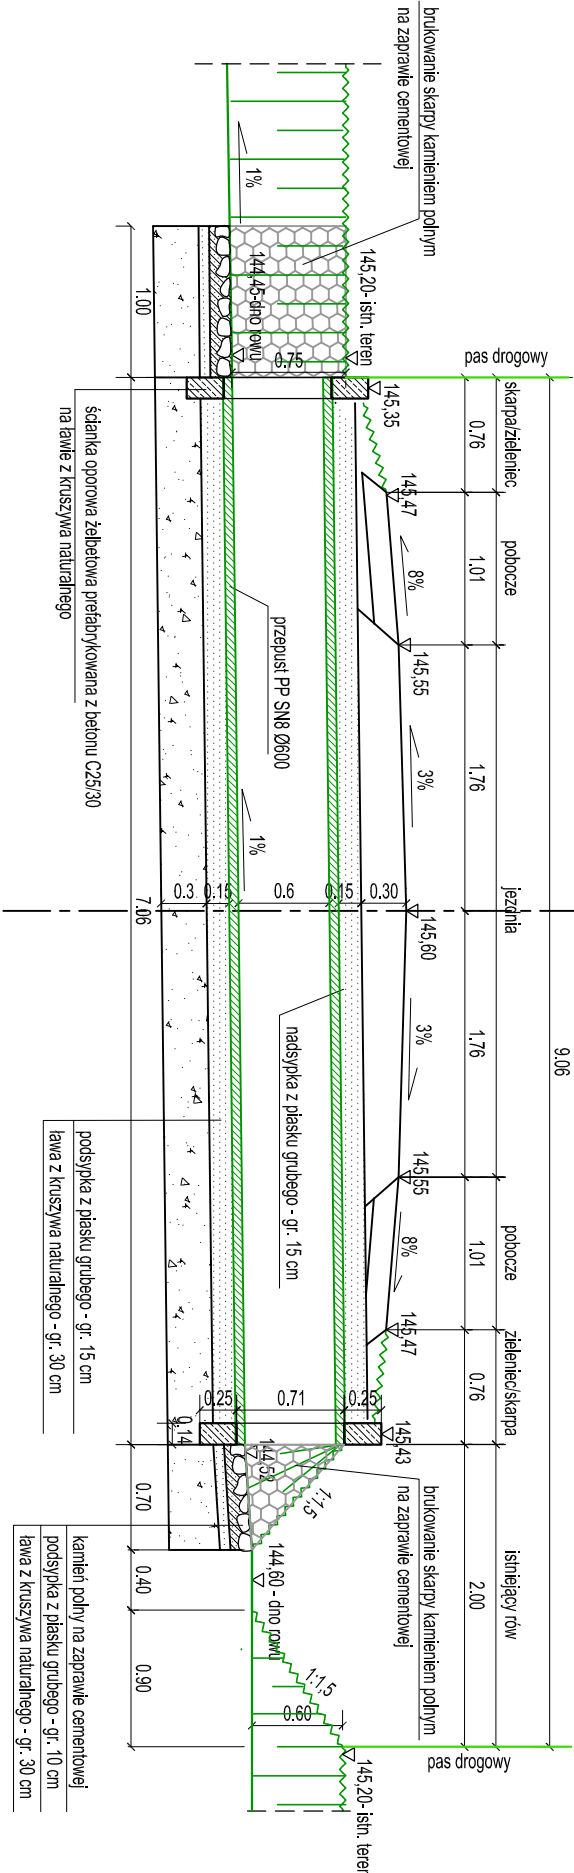 9.06
skarpa/zieleniec
pobocze
jezdnia
pobocze
zieleniec/skarpa
istniejący rów
0.76
1.01
1.76
1.76
1.01
0.76
2.00
pas drogowy
pas drogowy
brukowanie skarpy kamieniem polnym
na zaprawie cementowej
145,20- istn. teren
144,45-dno rowu
0.75
1%
145,35
145,47
8%
145,55
3%
145,60
3%
145,55
8%
145,47
145,43
przepust PP SN8 Ø600
1%
0.30
0.15
0.6
0.15
0.3
nadsypka z piasku grubego - gr. 15 cm
0.25
0.71
0.25
0.14
brukowanie skarpy kamieniem polnym
na zaprawie cementowej
1:1,5
144,52
144,60 - dno rowu
1:1,5
0.60
145,20- istn. teren
1.00
7.06
0.70
0.40
0.90
ścianka oporowa żelbetowa prefabrykowana z betonu C25/30
na ławie z kruszywa naturalnego
podsypka z piasku grubego - gr. 15 cm
ława z kruszywa naturalnego - gr. 30 cm
kamień polny na zaprawie cementowej
podsypka z piasku grubego - gr. 10 cm
ława z kruszywa naturalnego - gr. 30 cm